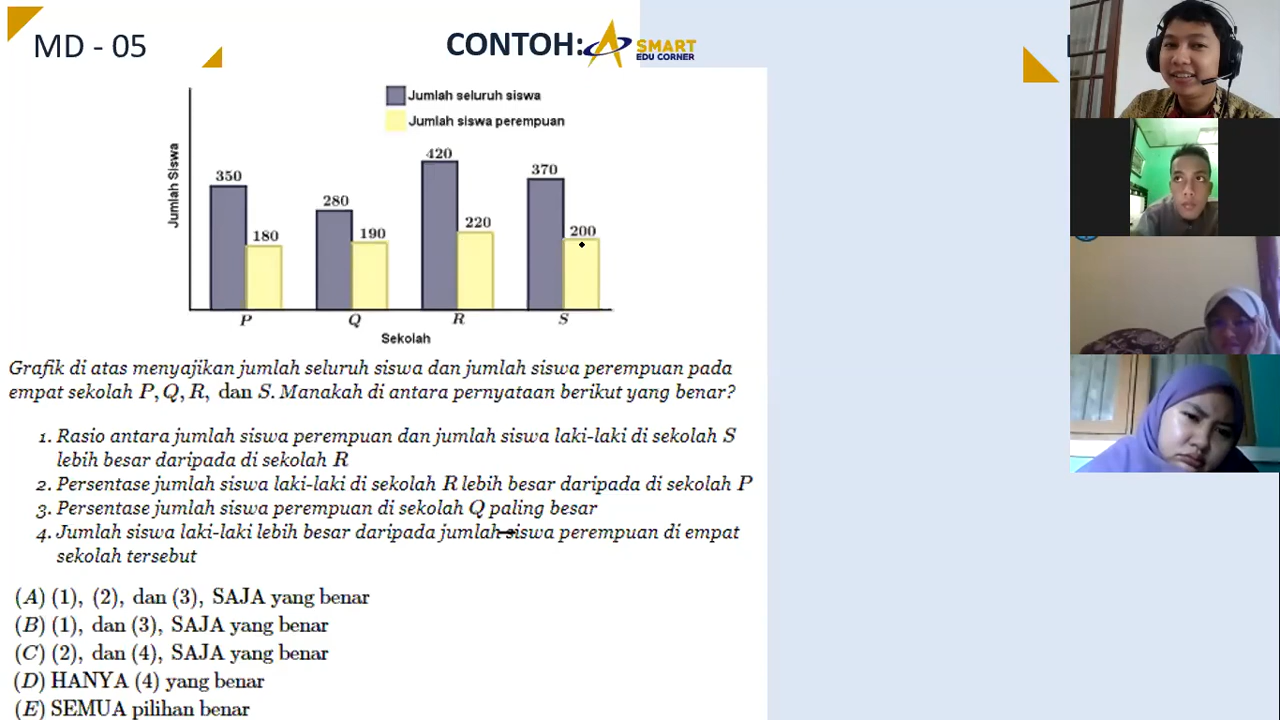 MD - 05
CONTOH:
SMART
EDU CORNER
Jumlah seluruh siswa
Jumlah siswa perempuan
Jumlah Siswa
350
180
280
190
420
220
370
200
P
Q
R
S
Sekolah
Grafik di atas menyajikan jumlah seluruh siswa dan jumlah siswa perempuan pada
empat sekolah P, Q, R, dan S. Manakah di antara pernyataan berikut yang benar?
1. Rasio antara jumlah siswa perempuan dan jumlah siswa laki-laki di sekolah S
lebih besar daripada di sekolah R
2. Persentase jumlah siswa laki-laki di sekolah R lebih besar daripada di sekolah P
3. Persentase jumlah siswa perempuan di sekolah Q paling besar
4. Jumlah siswa laki-laki lebih besar daripada jumlah siswa perempuan di empat
sekolah tersebut
(A) (1), (2), dan (3), SAJA yang benar
(B) (1), dan (3), SAJA yang benar
(C) (2), dan (4), SAJA yang benar
(D) HANYA (4) yang benar
(E) SEMUA pilihan benar